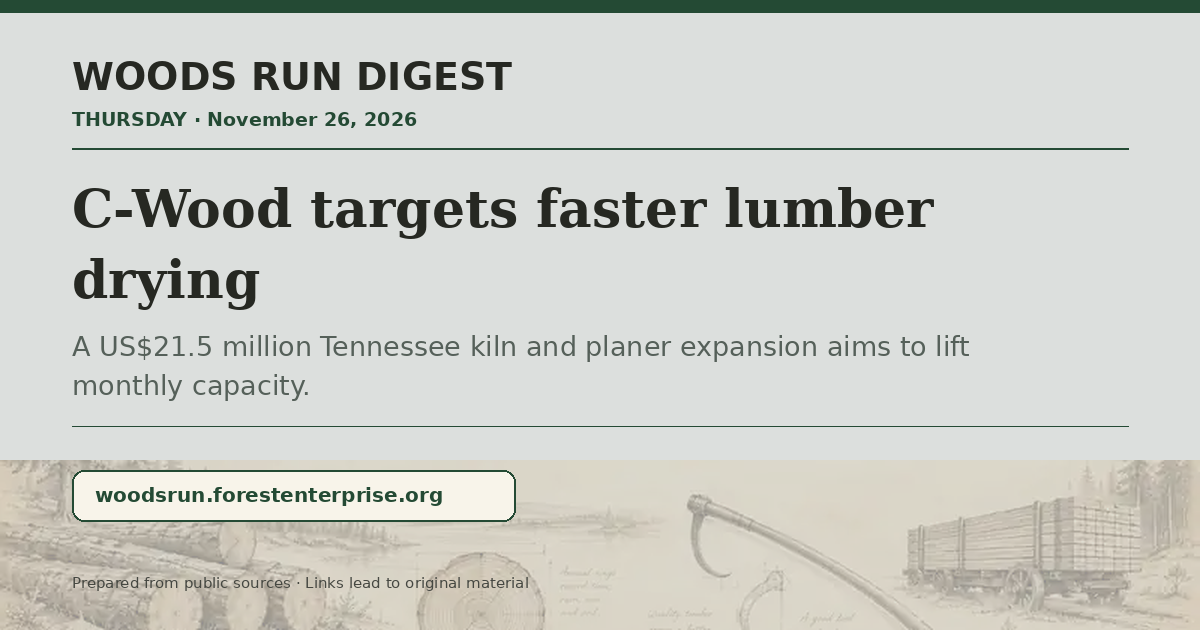 WOODS RUN DIGEST
THURSDAY · November 26, 2026
C-Wood targets faster lumber
drying
A US$21.5 million Tennessee kiln and planer expansion aims to lift
monthly capacity.
woodsrun.forestenterprise.org
Prepared from public sources · Links lead to original material